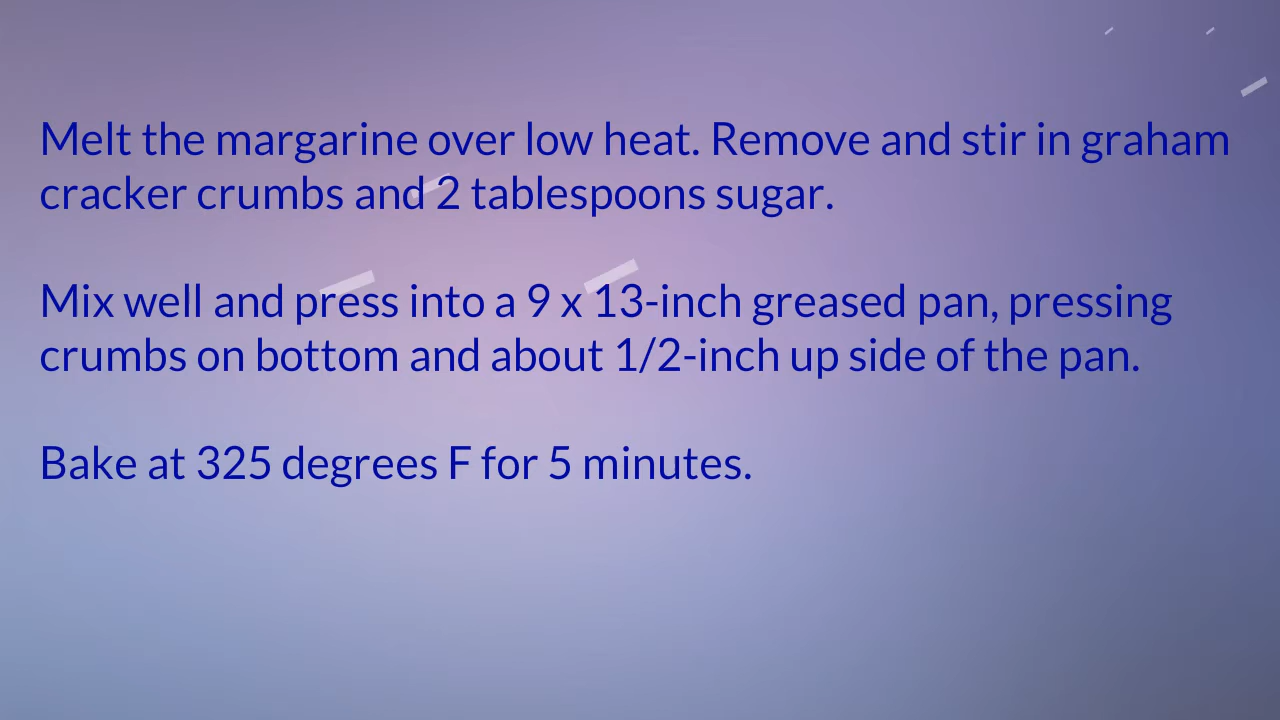 Melt the margarine over low heat. Remove and stir in graham
cracker crumbs and 2 tablespoons sugar.
Mix well and press into a 9 x 13-inch greased pan, pressing
crumbs on bottom and about 1/2-inch up side of the pan.
Bake at 325 degrees F for 5 minutes.